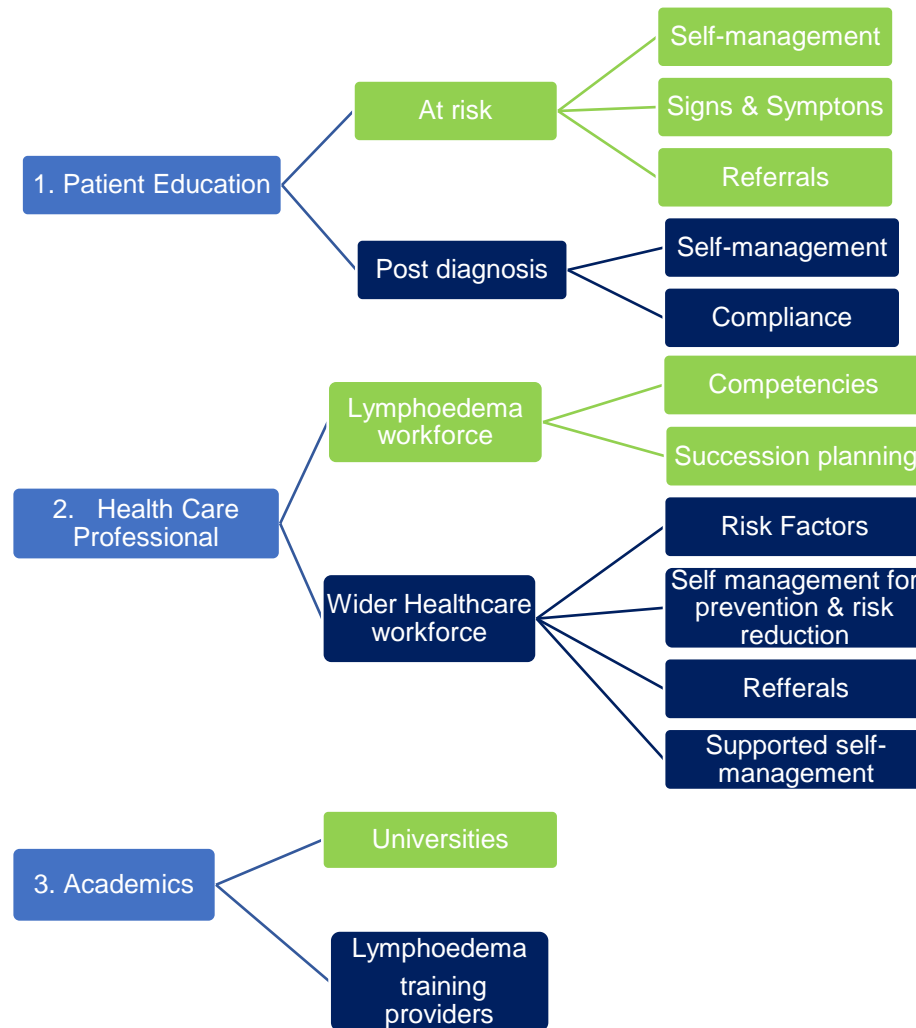 Self-management
At risk
Signs & Symptons
1. Patient Education
Referrals
Post diagnosis
Self-management
Compliance
Lymphoedema
workforce
Competencies
Succession planning
2. Health Care
Professional
Risk Factors
Wider Healthcare
workforce
Self management for
prevention & risk
reduction
Refferals
Supported self-
management
Universities
3. Academics
Lymphoedema
training
providers